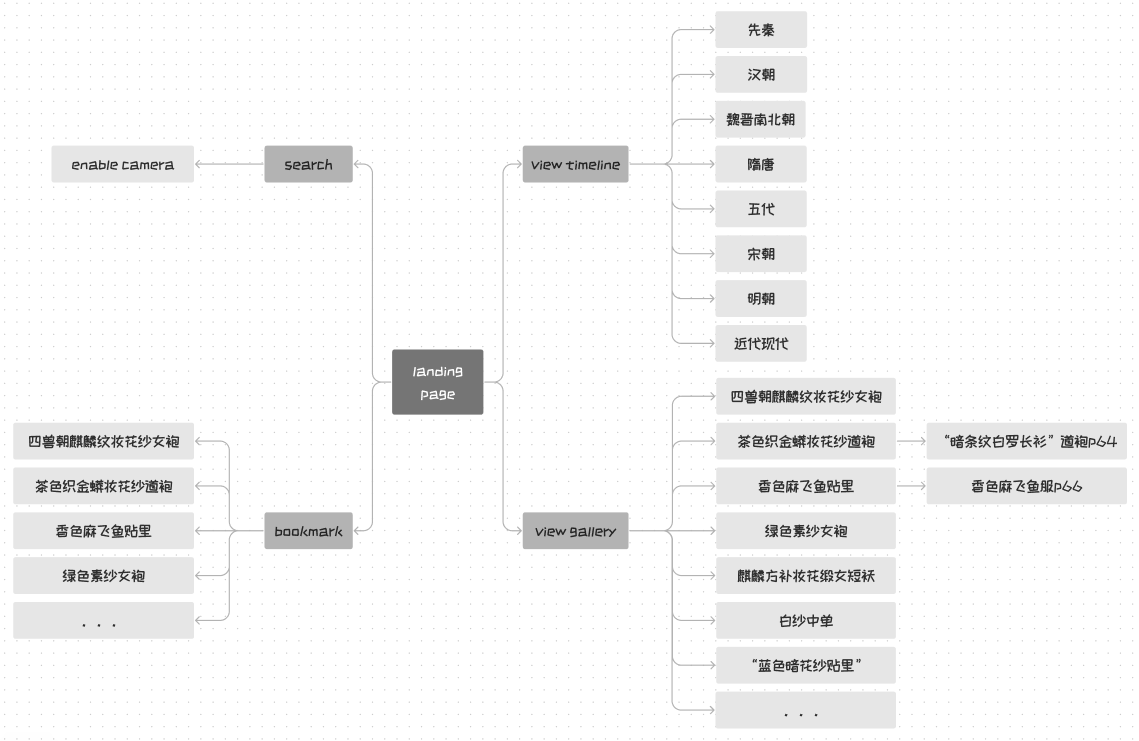 先秦
汉朝
魏晋南北朝
隋唐
五代
宋朝
明朝
近代现代
enable camera
search
view timeline
landing
page
四兽朝麒麟纹妆花纱女袍
茶色织金蟒妆花纱道袍
香色麻飞鱼贴里
绿色素纱女袍
. . .
bookmark
view gallery
四兽朝麒麟纹妆花纱女袍
茶色织金蟒妆花纱道袍
“暗条纹白罗长衫”道袍p64
香色麻飞鱼贴里
香色麻飞鱼服p66
绿色素纱女袍
麒麟方补妆花缎女短袄
白纱中单
“蓝色暗花纱贴里”
. . .